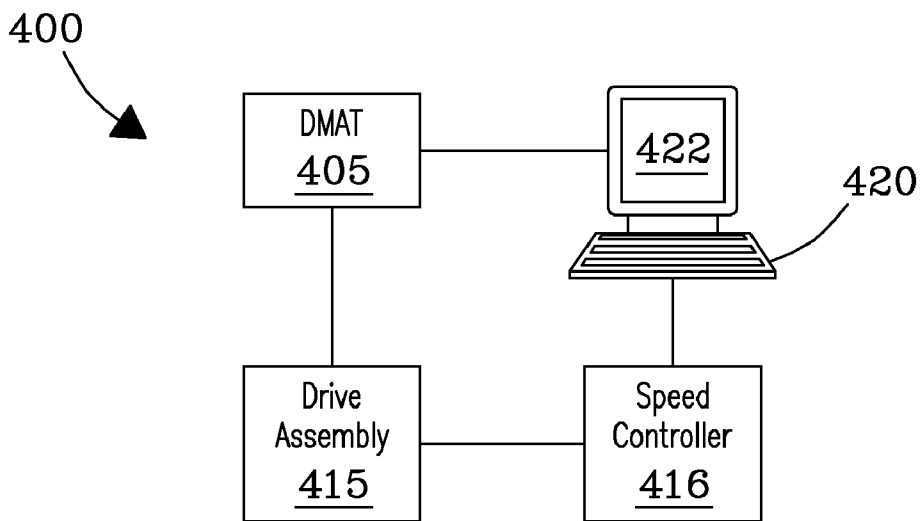 400
DMAT
405
422
420
Drive
Assembly
415
Speed
Controller
416